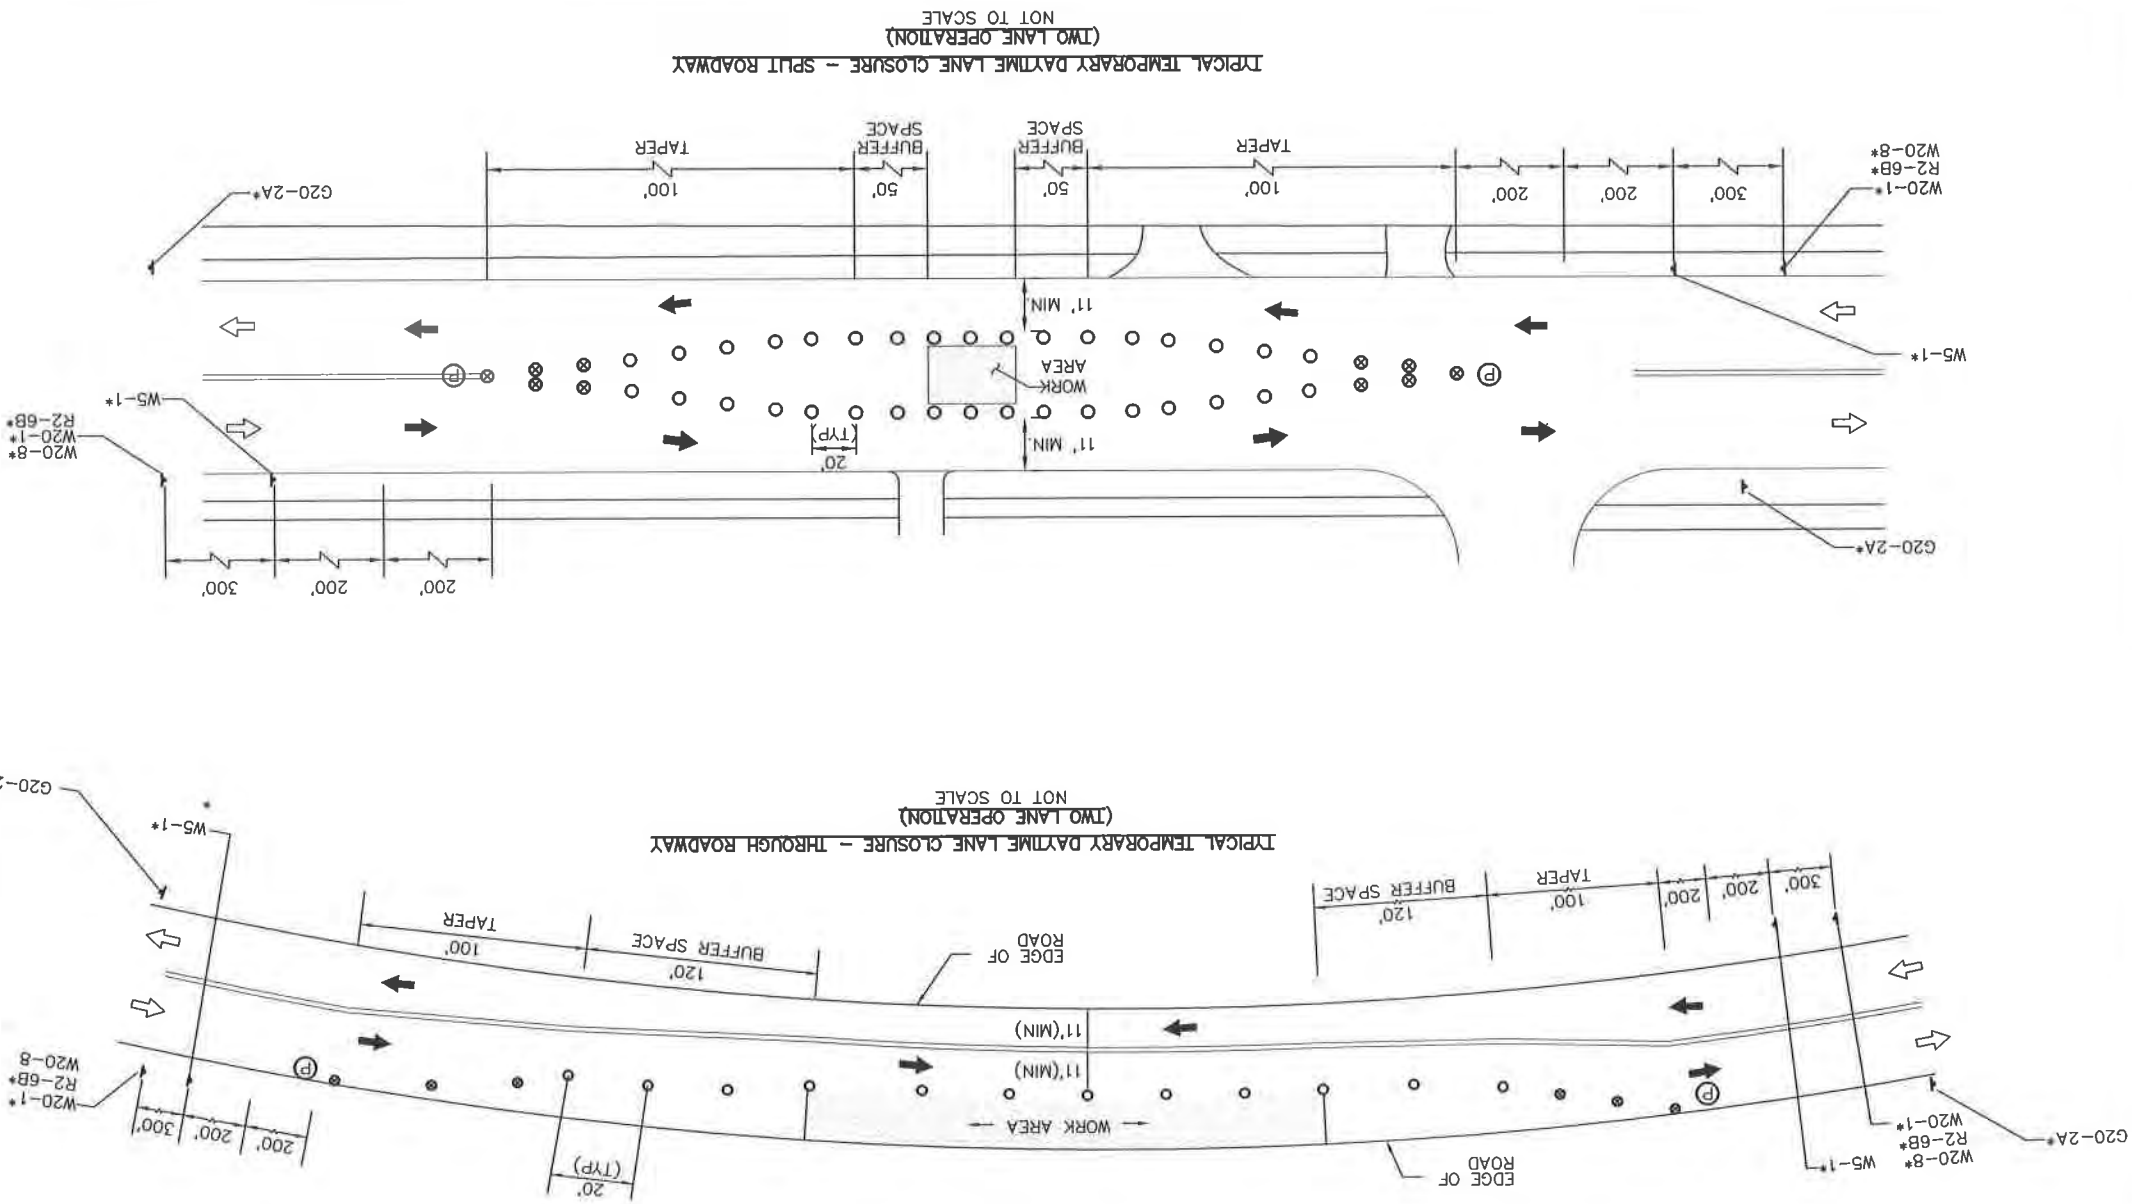 EDGE OF
ROAD
20'
(TYP)
W20-8*
R2-6B*
W20-1*
W5-1*
G20-2A*
WORK AREA
300'
200'
200'
W20-1*
R2-6B*
W20-8
P
P
11'(MIN)
11'(MIN)
EDGE OF
ROAD
300'
200'
200'
100'
TAPER
120'
BUFFER SPACE
120'
BUFFER SPACE
100'
TAPER
W5-1*
*
G20-2
TYPICAL TEMPORARY DAYTIME LANE CLOSURE - THROUGH ROADWAY
(TWO LANE OPERATION)
NOT TO SCALE
200'
200'
300'
G20-2A*
20'
(TYP)
11' MIN.
W20-8*
W20-1*
R2-6B*
W5-1*
WORK
AREA
P
P
W5-1*
11' MIN.
W20-1*
R2-6B*
W20-8*
300'
200'
200'
100'
TAPER
50'
BUFFER
SPACE
50'
BUFFER
SPACE
100'
TAPER
G20-2A*
TYPICAL TEMPORARY DAYTIME LANE CLOSURE - SPLIT ROADWAY
(TWO LANE OPERATION)
NOT TO SCALE